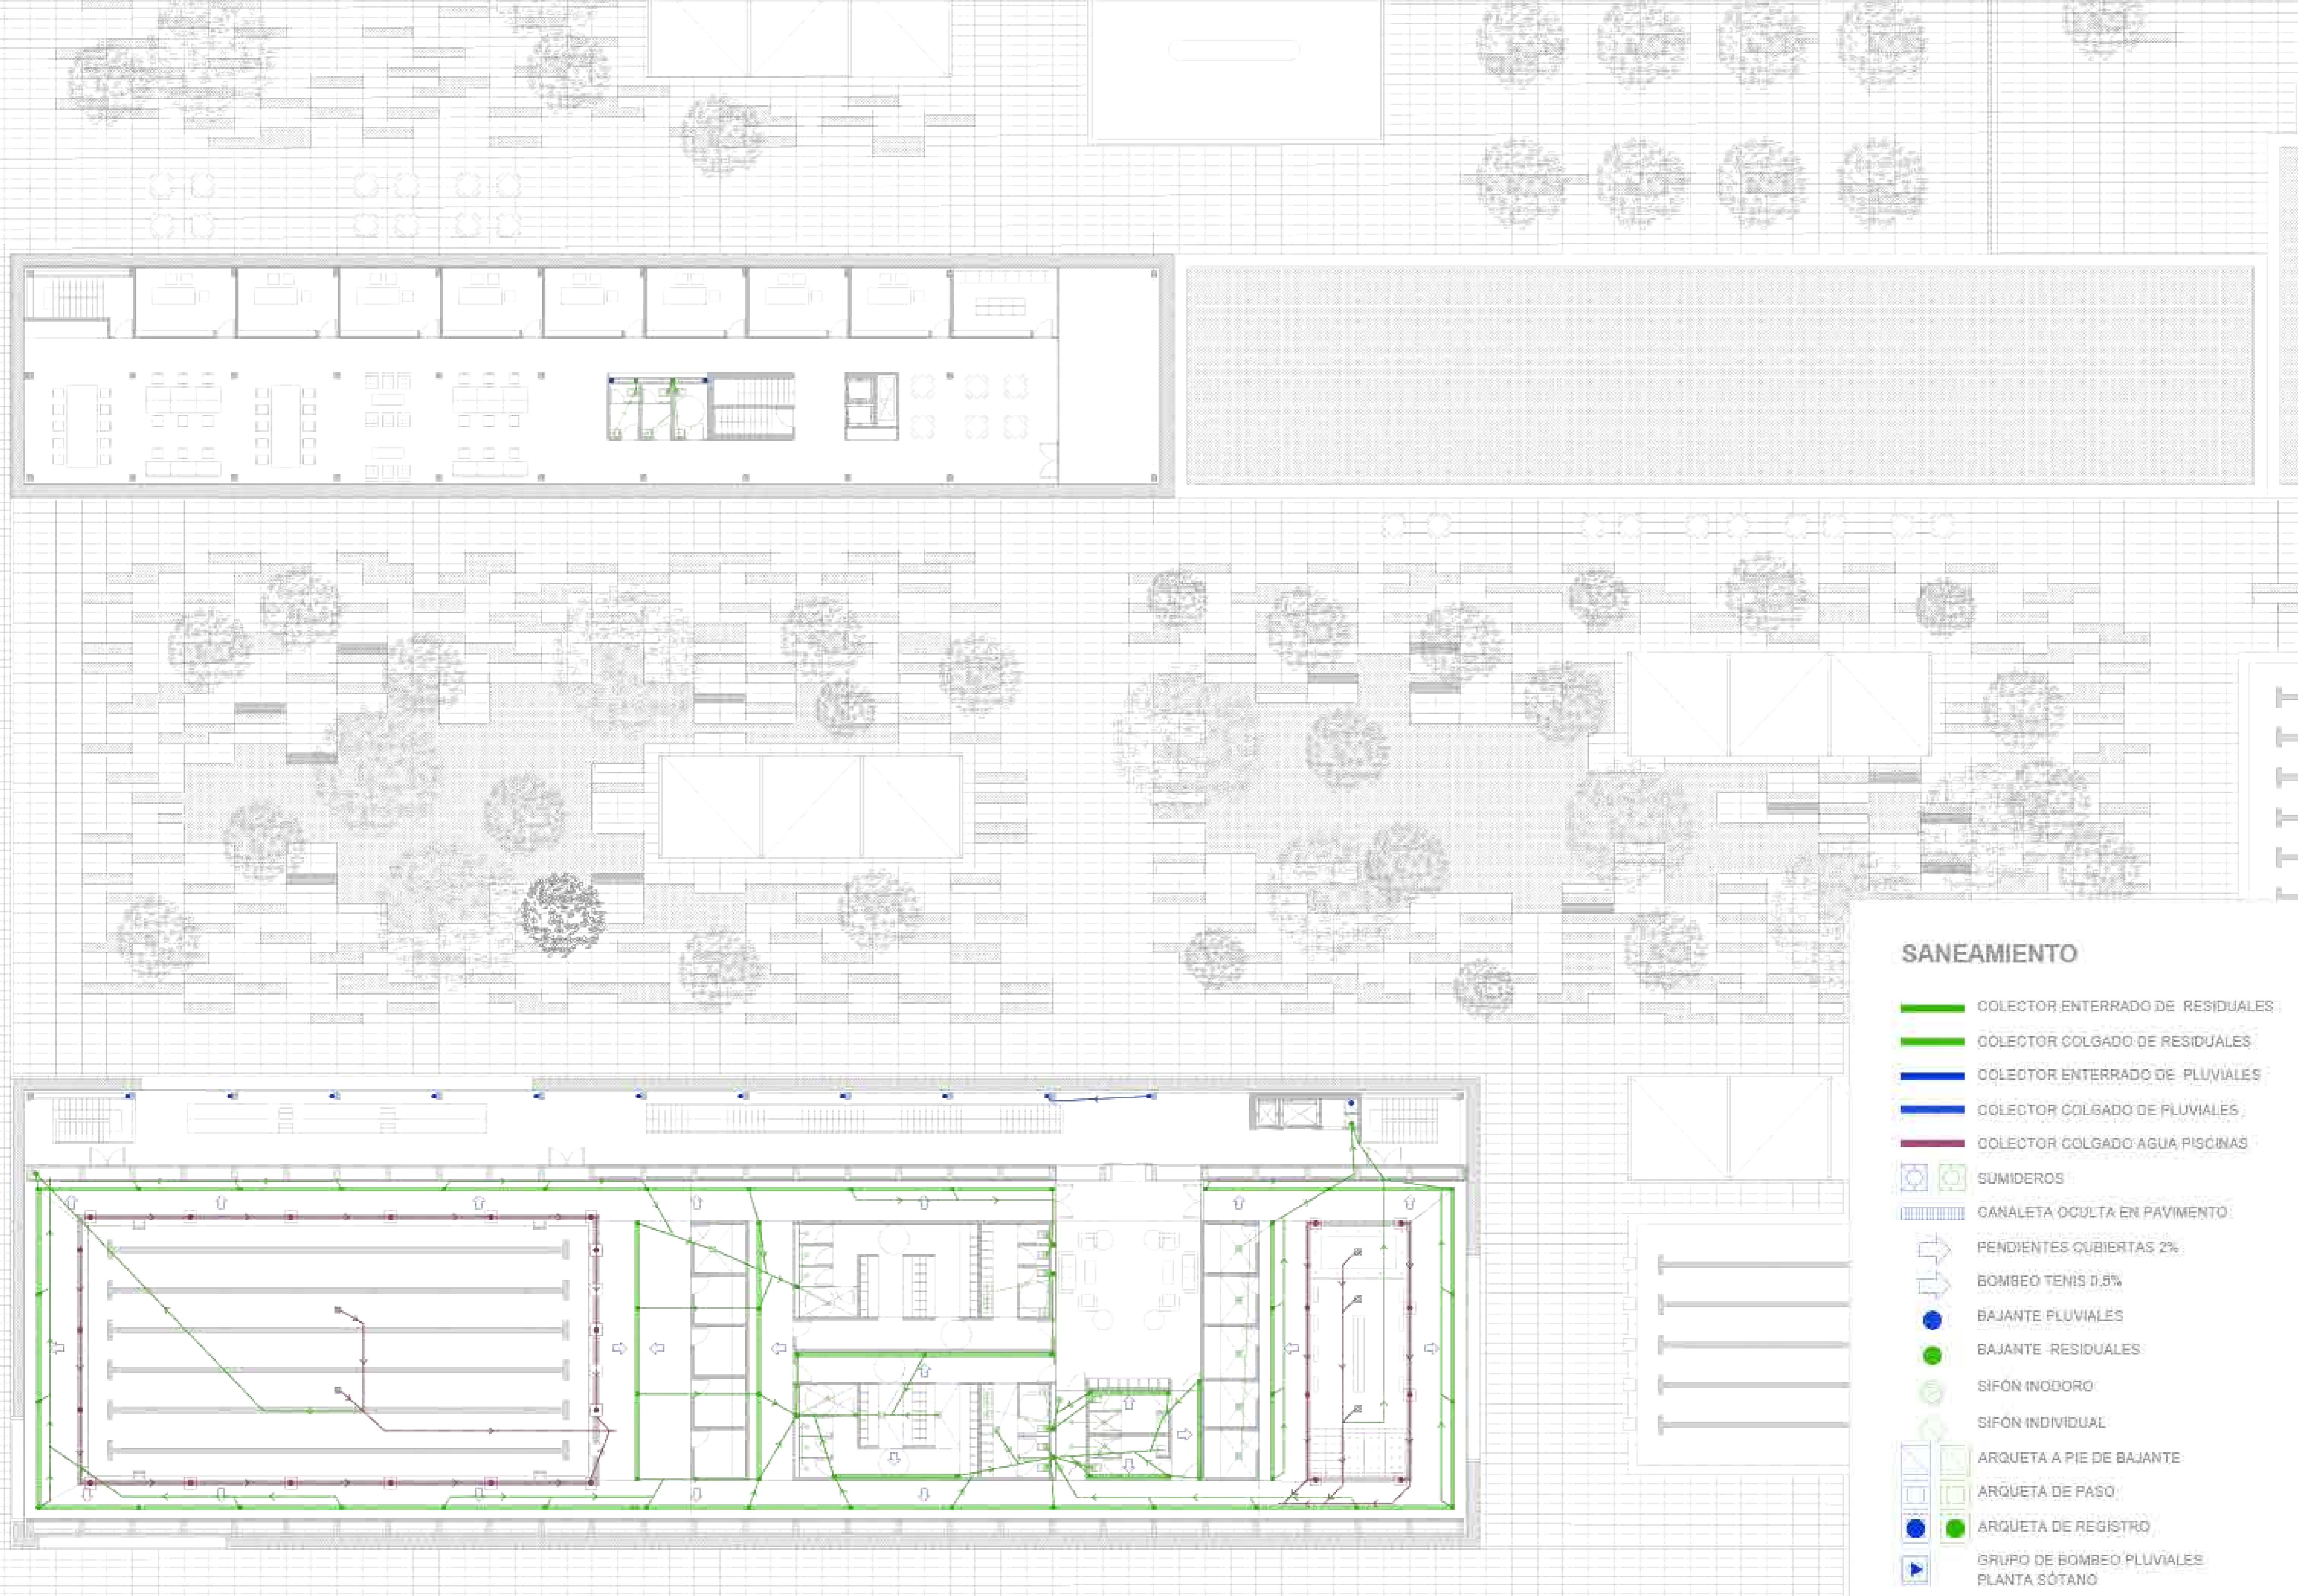 SANEAMIENTO
COLECTOR ENTERRADO DE RESIDUALES
COLECTOR COLGADO DE RESIDUALES
COLECTOR ENTERRADO DE PLUVIALES
COLECTOR COLGADO DE PLUVIALES
COLECTOR COLGADO AGUA PISCINAS
SUMIDEROS
CANALETA OCULTA EN PAVIMENTO
PENDIENTES CUBIERTAS 2%
BOMBEO TENIS 0,5%
BAJANTE PLUVIALES
BAJANTE RESIDUALES
SIFÓN INODORO
SIFÓN INDIVIDUAL
ARQUETA A PIE DE BAJANTE
ARQUETA DE PASO
ARQUETA DE REGISTRO
GRUPO DE BOMBEO PLUVIALES
PLANTA SÓTANO